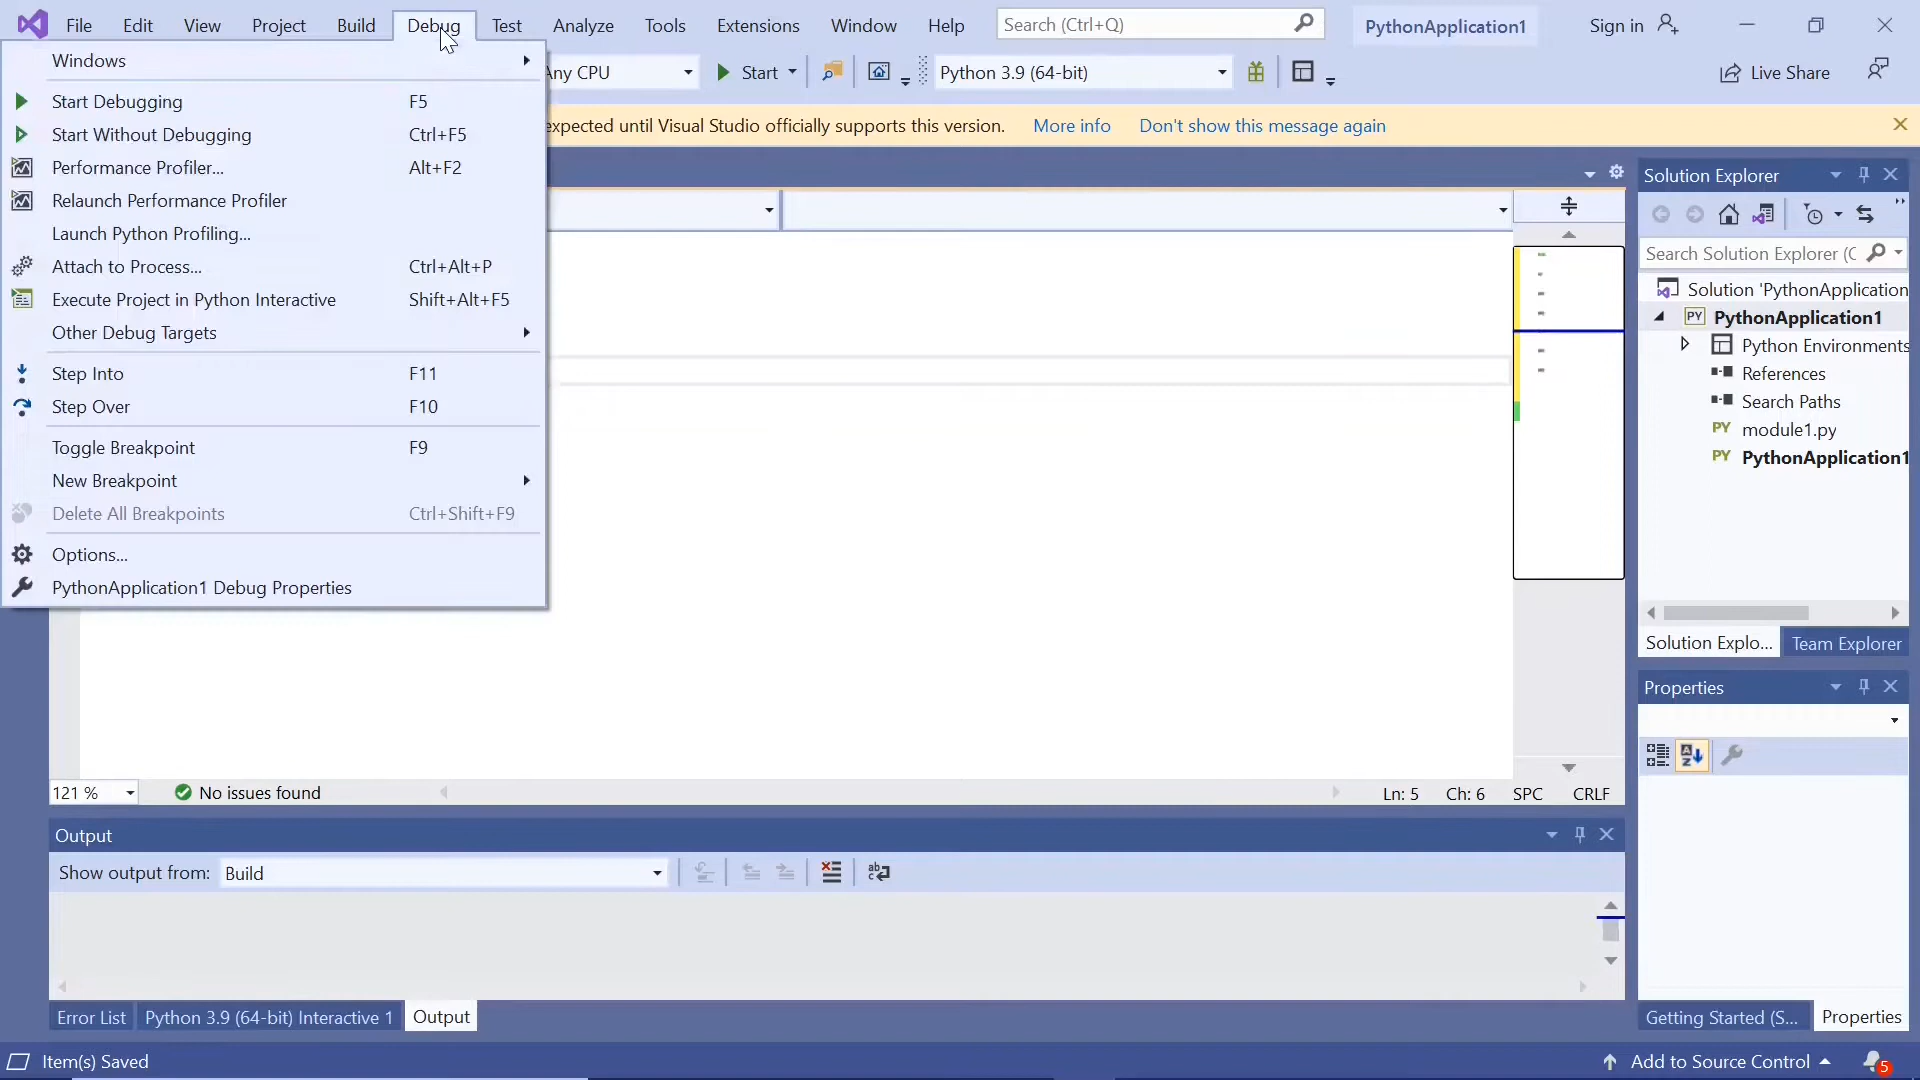 File Edit View Project Build Debug Test Analyze Tools Extensions Window Help Search (Ctrl+Q) PythonApplication1 Sign in
Any CPU Start Python 3.9 (64-bit) Live Share
expected until Visual Studio officially supports this version. More info Don't show this message again
Windows
Start Debugging F5
Start Without Debugging Ctrl+F5
Performance Profiler... Alt+F2
Relaunch Performance Profiler
Launch Python Profiling...
Attach to Process... Ctrl+Alt+P
Execute Project in Python Interactive Shift+Alt+F5
Other Debug Targets
Step Into F11
Step Over F10
Toggle Breakpoint F9
New Breakpoint
Delete All Breakpoints Ctrl+Shift+F9
Options...
PythonApplication1 Debug Properties
Solution Explorer
Search Solution Explorer (C
Solution 'PythonApplication
PY PythonApplication1
Python Environments
References
Search Paths
PY module1.py
PY PythonApplication1
Solution Explo... Team Explorer
Properties
121 % No issues found Ln: 5 Ch: 6 SPC CRLF
Output
Show output from: Build
Error List Python 3.9 (64-bit) Interactive 1 Output
Getting Started (S... Properties
Item(s) Saved Add to Source Control 5